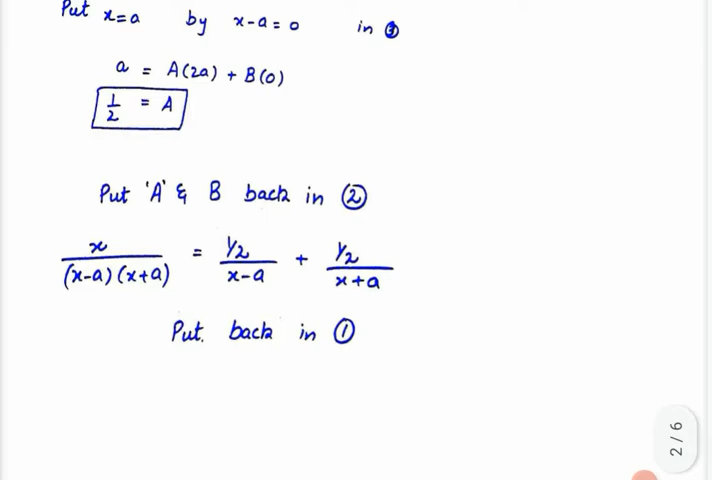 Put x=a by x-a=0 in ③
a = A(2a) + B(0)
1/2 = A
Put 'A' & B back in ②
x/((x-a)(x+a)) = (1/2)/(x-a) + (1/2)/(x+a)
Put. back in ①
2/6